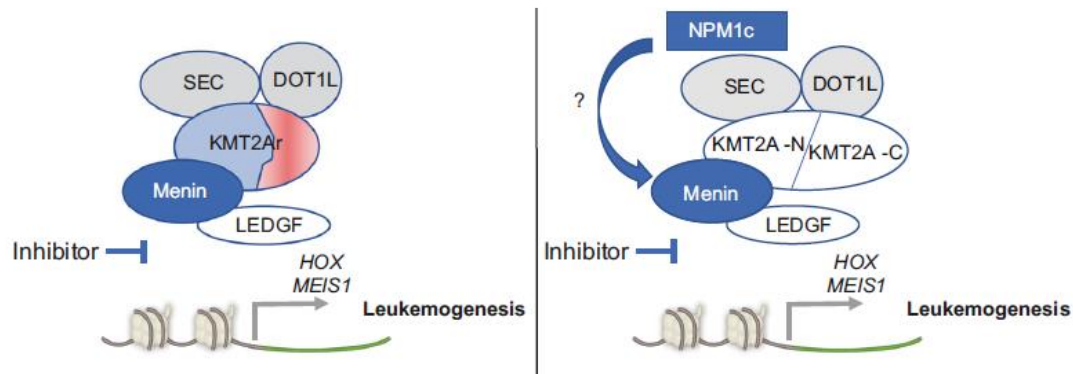 SEC
DOT1L
KMT2Ar
Menin
LEDGF
Inhibitor
HOX
MEIS1
Leukemogenesis
NPM1c
?
SEC
DOT1L
KMT2A -N
KMT2A -C
Menin
LEDGF
Inhibitor
HOX
MEIS1
Leukemogenesis